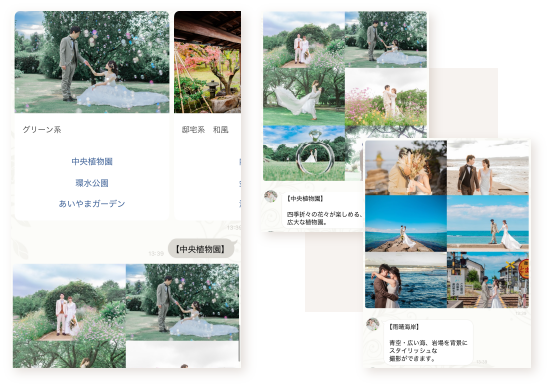 グリーン系
邸宅系　和風
中央植物園
環水公園
あいやまガーデン
【中央植物園】
【中央植物園】
四季折々の花々が楽しめる、
広大な植物園。
【雨晴海岸】
青空・広い海、岩場を背景に
スタイリッシュな
撮影ができます。